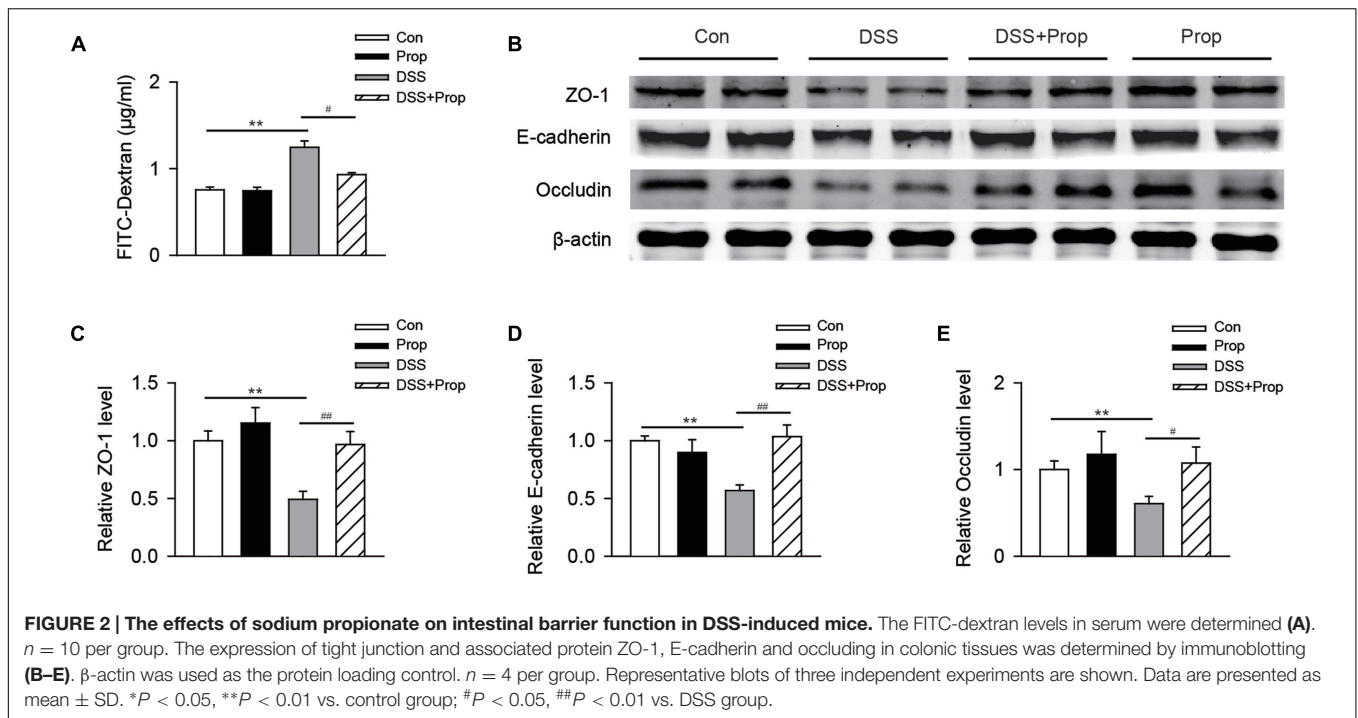 A
Con
Prop
DSS
DSS+Prop
FITC-Dextran (µg/ml)
2
1
0
**
#
B
Con DSS DSS+Prop Prop
ZO-1
E-cadherin
Occludin
β-actin
C
Con
Prop
DSS
DSS+Prop
Relative ZO-1 level
1.5
1.0
0.5
0.0
**
##
D
Con
Prop
DSS
DSS+Prop
Relative E-cadherin level
1.5
1.0
0.5
0.0
**
##
E
Con
Prop
DSS
DSS+Prop
Relative Occludin level
2
1
0
**
#
FIGURE 2 | The effects of sodium propionate on intestinal barrier function in DSS-induced mice. The FITC-dextran levels in serum were determined (A).
n = 10 per group. The expression of tight junction and associated protein ZO-1, E-cadherin and occluding in colonic tissues was determined by immunoblotting
(B–E). β-actin was used as the protein loading control. n = 4 per group. Representative blots of three independent experiments are shown. Data are presented as
mean ± SD. *P < 0.05, **P < 0.01 vs. control group; #P < 0.05, ##P < 0.01 vs. DSS group.